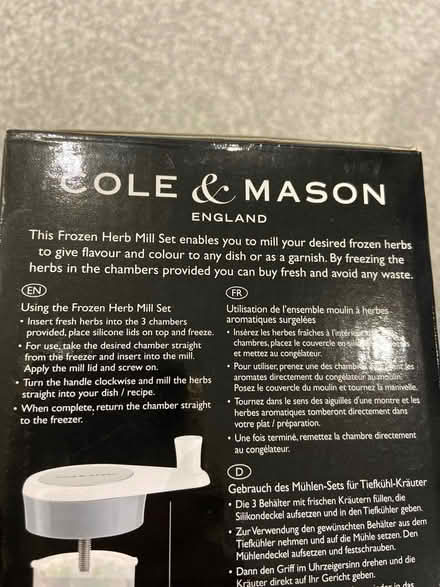 COLE & MASON
ENGLAND
This Frozen Herb Mill Set enables you to mill your desired frozen herbs
to give flavour and colour to any dish or as a garnish. By freezing the
herbs in the chambers provided you can buy fresh and avoid any waste.
EN
Using the Frozen Herb Mill Set
• Insert fresh herbs into the 3 chambers
provided, place silicone lids on top and freeze.
• For use, take the desired chamber straight
from the freezer and insert into the mill.
Apply the mill lid and screw on.
• Turn the handle clockwise and mill the herbs
straight into your dish / recipe.
• When complete, return the chamber straight
to the freezer.
FR
Utilisation de l'ensemble moulin à herbes
aromatiques surgelées
• Insérez les herbes fraîches à l'intérieur
chambres, placez le couvercle en
et mettez au congélateur.
• Pour utiliser, prenez une des
aromates directement du congélateur au moulin.
Posez le couvercle du moulin et tournez la manivelle.
• Tournez dans le sens des aiguilles d'une montre et les
herbes aromatiques tomberont directement dans
votre plat / préparation.
• Une fois terminé, remettez la chambre directement
au congélateur.
D
Gebrauch des Mühlen-Sets für Tiefkühl-Kräuter
• Die 3 Behälter mit frischen Kräutern füllen, die
Silikondeckel aufsetzen und in den Tiefkühler geben.
• Zur Verwendung den gewünschten Behälter aus dem
Tiefkühler nehmen und auf die Mühle setzen. Den
Mühlendeckel aufsetzen und festschrauben.
• Dann den Griff im Uhrzeigersinn drehen und die
Kräuter direkt auf Ihr Gericht geben.
COLE & MASON